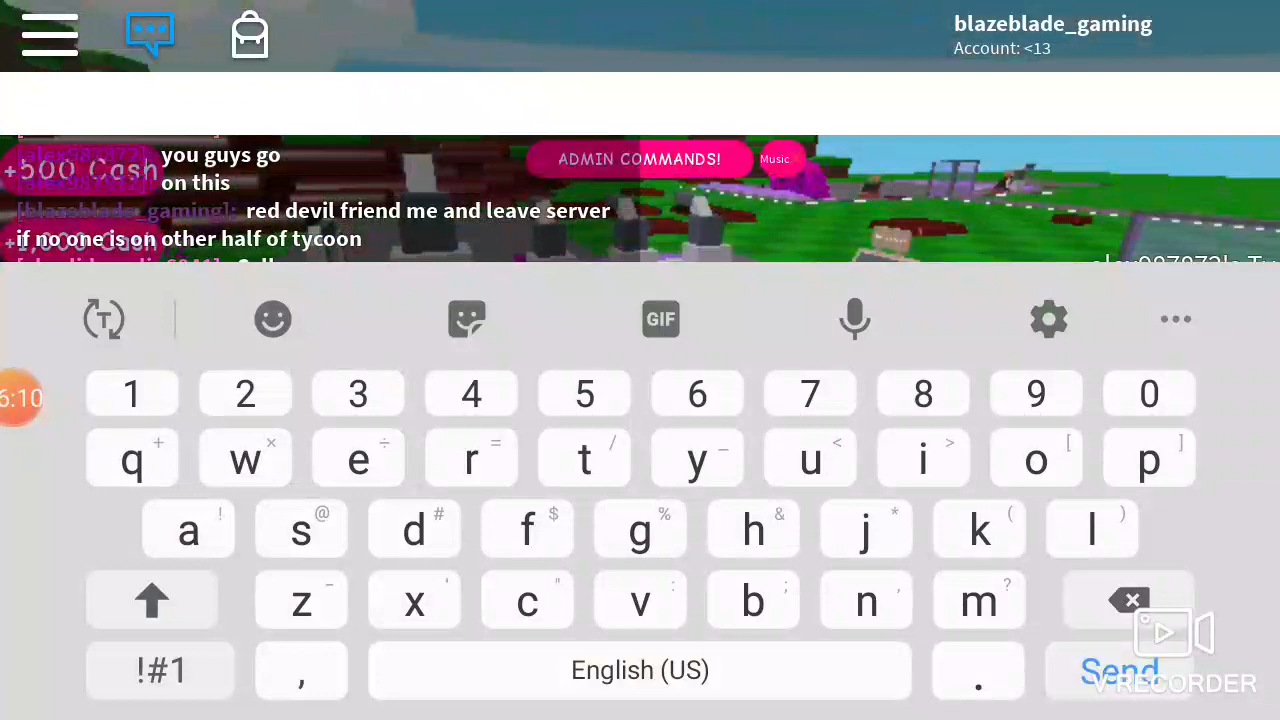 blazeblade_gaming
Account: <13
you guys go
on this
[blazeblade_gaming]: red devil friend me and leave server
if no one is on other half of tycoon
+500 Cash
ADMIN COMMANDS!
Music
GIF
6:10
1 2 3 4 5 6 7 8 9 0
q + w × e ÷ r = t / y _ u < i > o [ p ]
a ! s @ d # f $ g % h & j * k ( l )
z - x ' c " v : b ; n , m ?
!#1 , English (US) . Send
V RECORDER